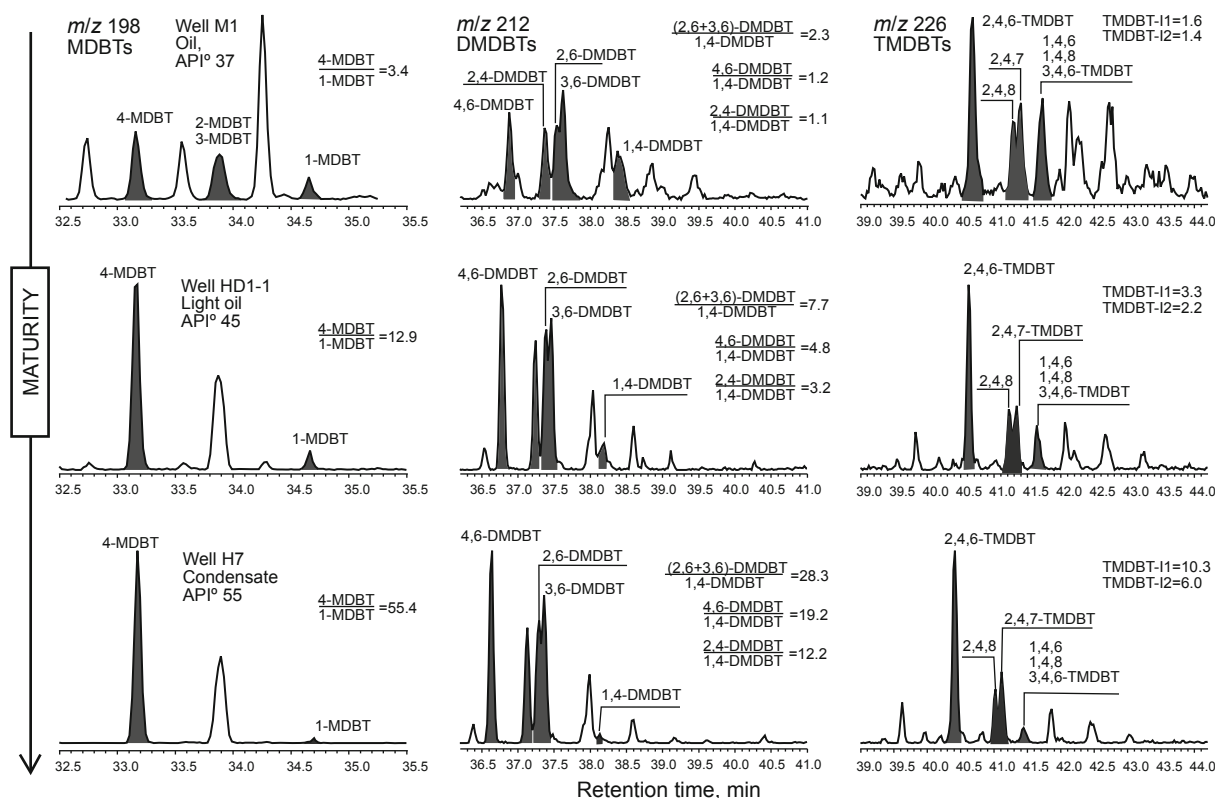 m/z 198
MDBTs
Well M1
Oil,
APIº 37
4-MDBT
1-MDBT
=3.4
4-MDBT
2-MDBT
3-MDBT
1-MDBT
32.5 33.0 33.5 34.0 34.5 35.0 35.5
m/z 212
DMDBTs
(2,6+3,6)-DMDBT
1,4-DMDBT
=2.3
4,6-DMDBT
1,4-DMDBT
=1.2
2,4-DMDBT
1,4-DMDBT
=1.1
2,6-DMDBT
2,4-DMDBT
3,6-DMDBT
4,6-DMDBT
1,4-DMDBT
36.5 37.0 37.5 38.0 38.5 39.0 39.5 40.0 40.5 41.0
m/z 226
TMDBTs
2,4,6-TMDBT
TMDBT-I1=1.6
TMDBT-I2=1.4
2,4,7
2,4,8
1,4,6
1,4,8
3,4,6-TMDBT
39.0 39.5 40.0 40.5 41.0 41.5 42.0 42.5 43.0 43.5 44.0
MATURITY
4-MDBT
Well HD1-1
Light oil
APIº 45
4-MDBT
1-MDBT
=12.9
1-MDBT
32.5 33.0 33.5 34.0 34.5 35.0 35.5
4,6-DMDBT
2,6-DMDBT
3,6-DMDBT
(2,6+3,6)-DMDBT
1,4-DMDBT
=7.7
4,6-DMDBT
1,4-DMDBT
=4.8
2,4-DMDBT
1,4-DMDBT
=3.2
1,4-DMDBT
36.5 37.0 37.5 38.0 38.5 39.0 39.5 40.0 40.5 41.0
2,4,6-TMDBT
TMDBT-I1=3.3
TMDBT-I2=2.2
2,4,7-TMDBT
2,4,8
1,4,6
1,4,8
3,4,6-TMDBT
39.0 39.5 40.0 40.5 41.0 41.5 42.0 42.5 43.0 43.5 44.0
4-MDBT
Well H7
Condensate
APIº 55
4-MDBT
1-MDBT
=55.4
1-MDBT
32.5 33.0 33.5 34.0 34.5 35.0 35.5
4,6-DMDBT
2,6-DMDBT
3,6-DMDBT
(2,6+3,6)-DMDBT
1,4-DMDBT
=28.3
4,6-DMDBT
1,4-DMDBT
=19.2
2,4-DMDBT
1,4-DMDBT
=12.2
1,4-DMDBT
36.5 37.0 37.5 38.0 38.5 39.0 39.5 40.0 40.5 41.0
2,4,6-TMDBT
TMDBT-I1=10.3
TMDBT-I2=6.0
2,4,7-TMDBT
2,4,8
1,4,6
1,4,8
3,4,6-TMDBT
39.0 39.5 40.0 40.5 41.0 41.5 42.0 42.5 43.0 43.5 44.0
Retention time, min